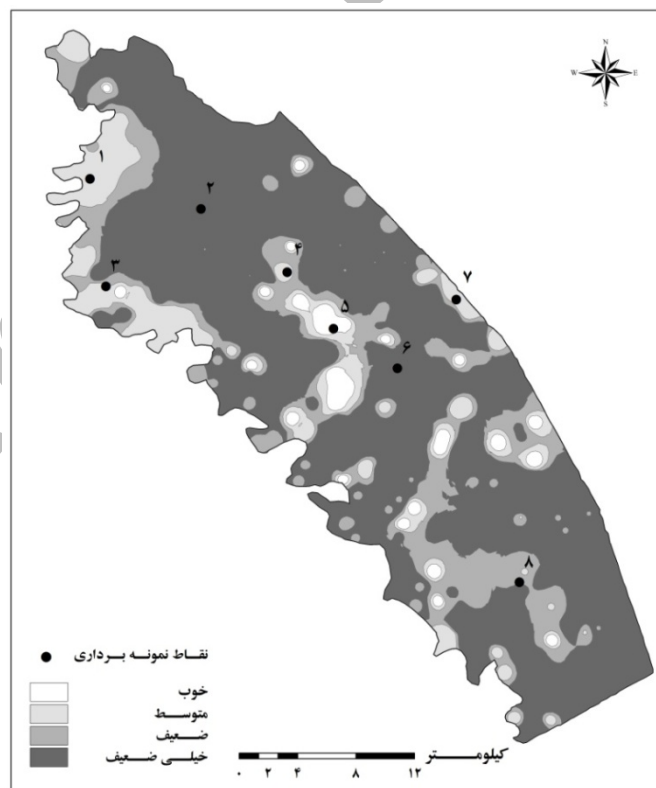 N
W E
S
۱
۲
۳
۴
۵
۶
۷
۸
نقاط نمونه برداری
خوب
متوسط
ضعیف
خیلی ضعیف
کیلومتر
۰ ۲ ۴ ۸ ۱۲